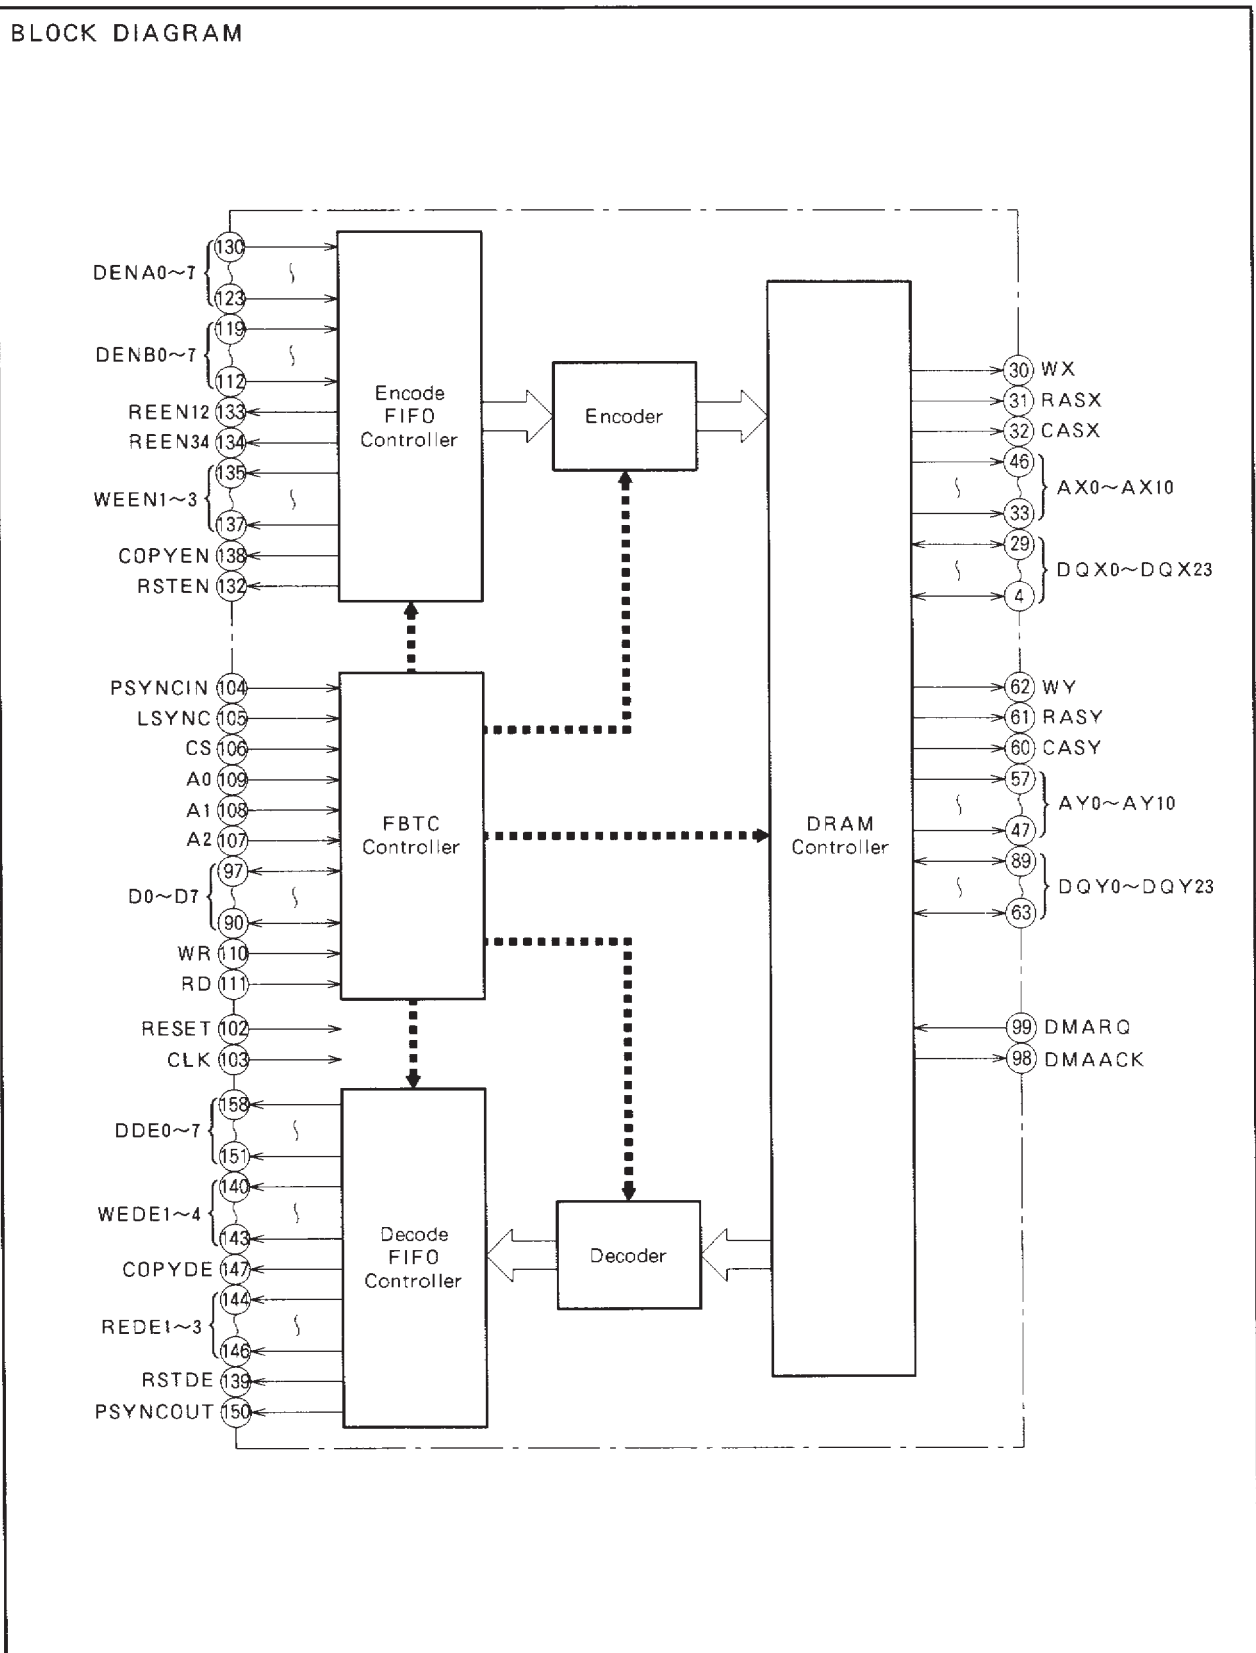 BLOCK DIAGRAM
DENA0~7
130
123
DENB0~7
119
112
REEN12 133
REEN34 134
WEEN1~3
135
137
COPYEN 138
RSTEN 132
PSYNCIN 104
LSYNC 105
CS 106
A0 109
A1 108
A2 107
D0~D7
97
90
WR 110
RD 111
RESET 102
CLK 103
DDE0~7
158
151
WEDE1~4
140
143
COPYDE 147
REDE1~3
144
146
RSTDE 139
PSYNCOUT 150
Encode
FIFO
Controller
Encoder
FBTC
Controller
Decode
FIFO
Controller
Decoder
DRAM
Controller
30 WX
31 RASX
32 CASX
46
33
AX0~AX10
29
4
DQX0~DQX23
62 WY
61 RASY
60 CASY
57
47
AY0~AY10
89
63
DQY0~DQY23
99 DMARQ
98 DMAACK